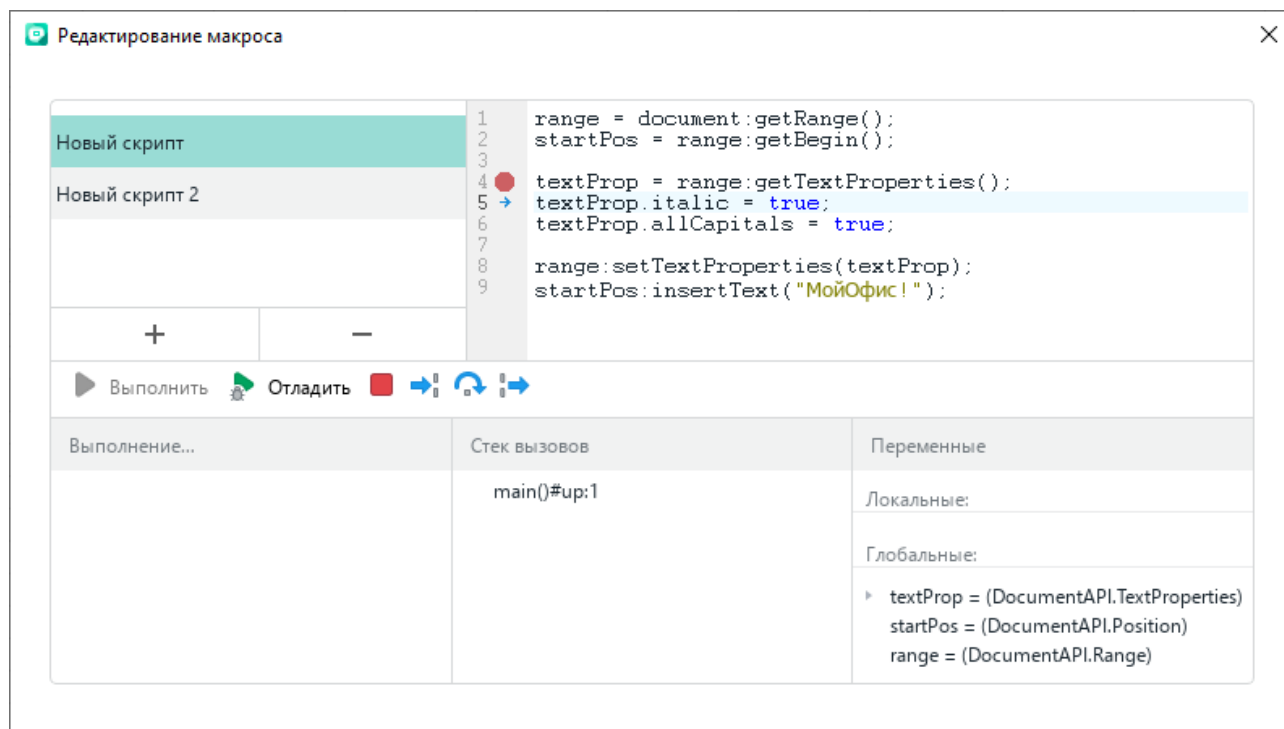 Редактирование макроса
Новый скрипт
Новый скрипт 2
1 range = document:getRange();
2 startPos = range:getBegin();
3
4 textProp = range:getTextProperties();
5 textProp.italic = true;
6 textProp.allCapitals = true;
7
8 range:setTextProperties(textProp);
9 startPos:insertText("МойОфис!");
Выполнить Отладить
Выполнение...
Стек вызовов
main()#up:1
Переменные
Локальные:
Глобальные:
textProp = (DocumentAPI.TextProperties)
startPos = (DocumentAPI.Position)
range = (DocumentAPI.Range)